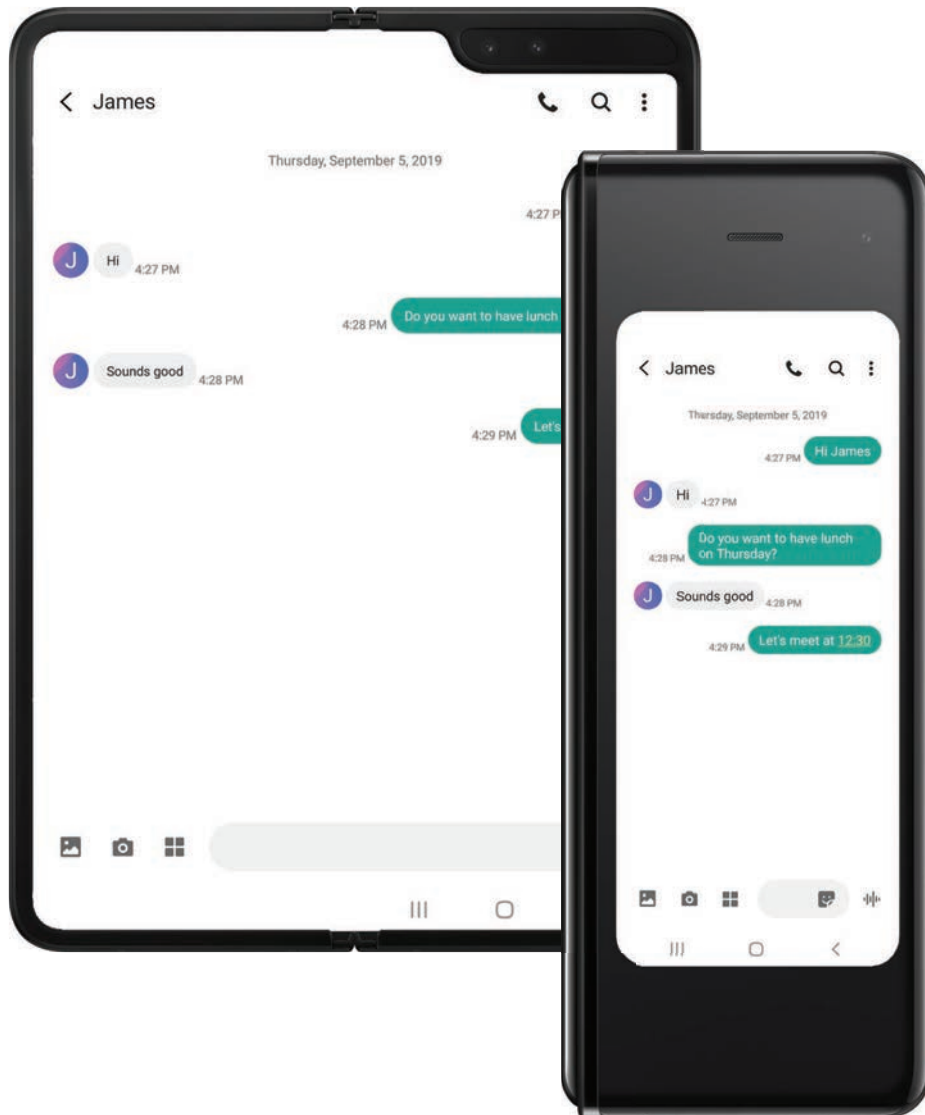 James
Thursday, September 5, 2019
4:27 P
J
Hi
4:27 PM
4:28 PM
Do you want to have lunch
J
Sounds good
4:28 PM
4:29 PM
Let's
James
Thursday, September 5, 2019
4:27 PM
Hi James
J
Hi
4:27 PM
4:28 PM
Do you want to have lunch
on Thursday?
J
Sounds good
4:28 PM
4:29 PM
Let's meet at 12:30